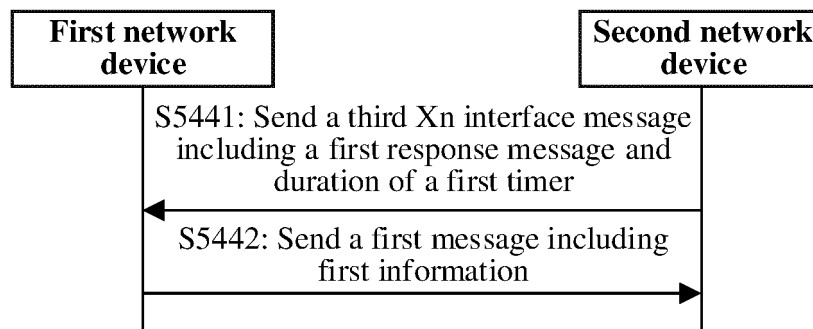 First network
device
Second network
device
S5441: Send a third Xn interface message
including a first response message and
duration of a first timer
S5442: Send a first message including
first information